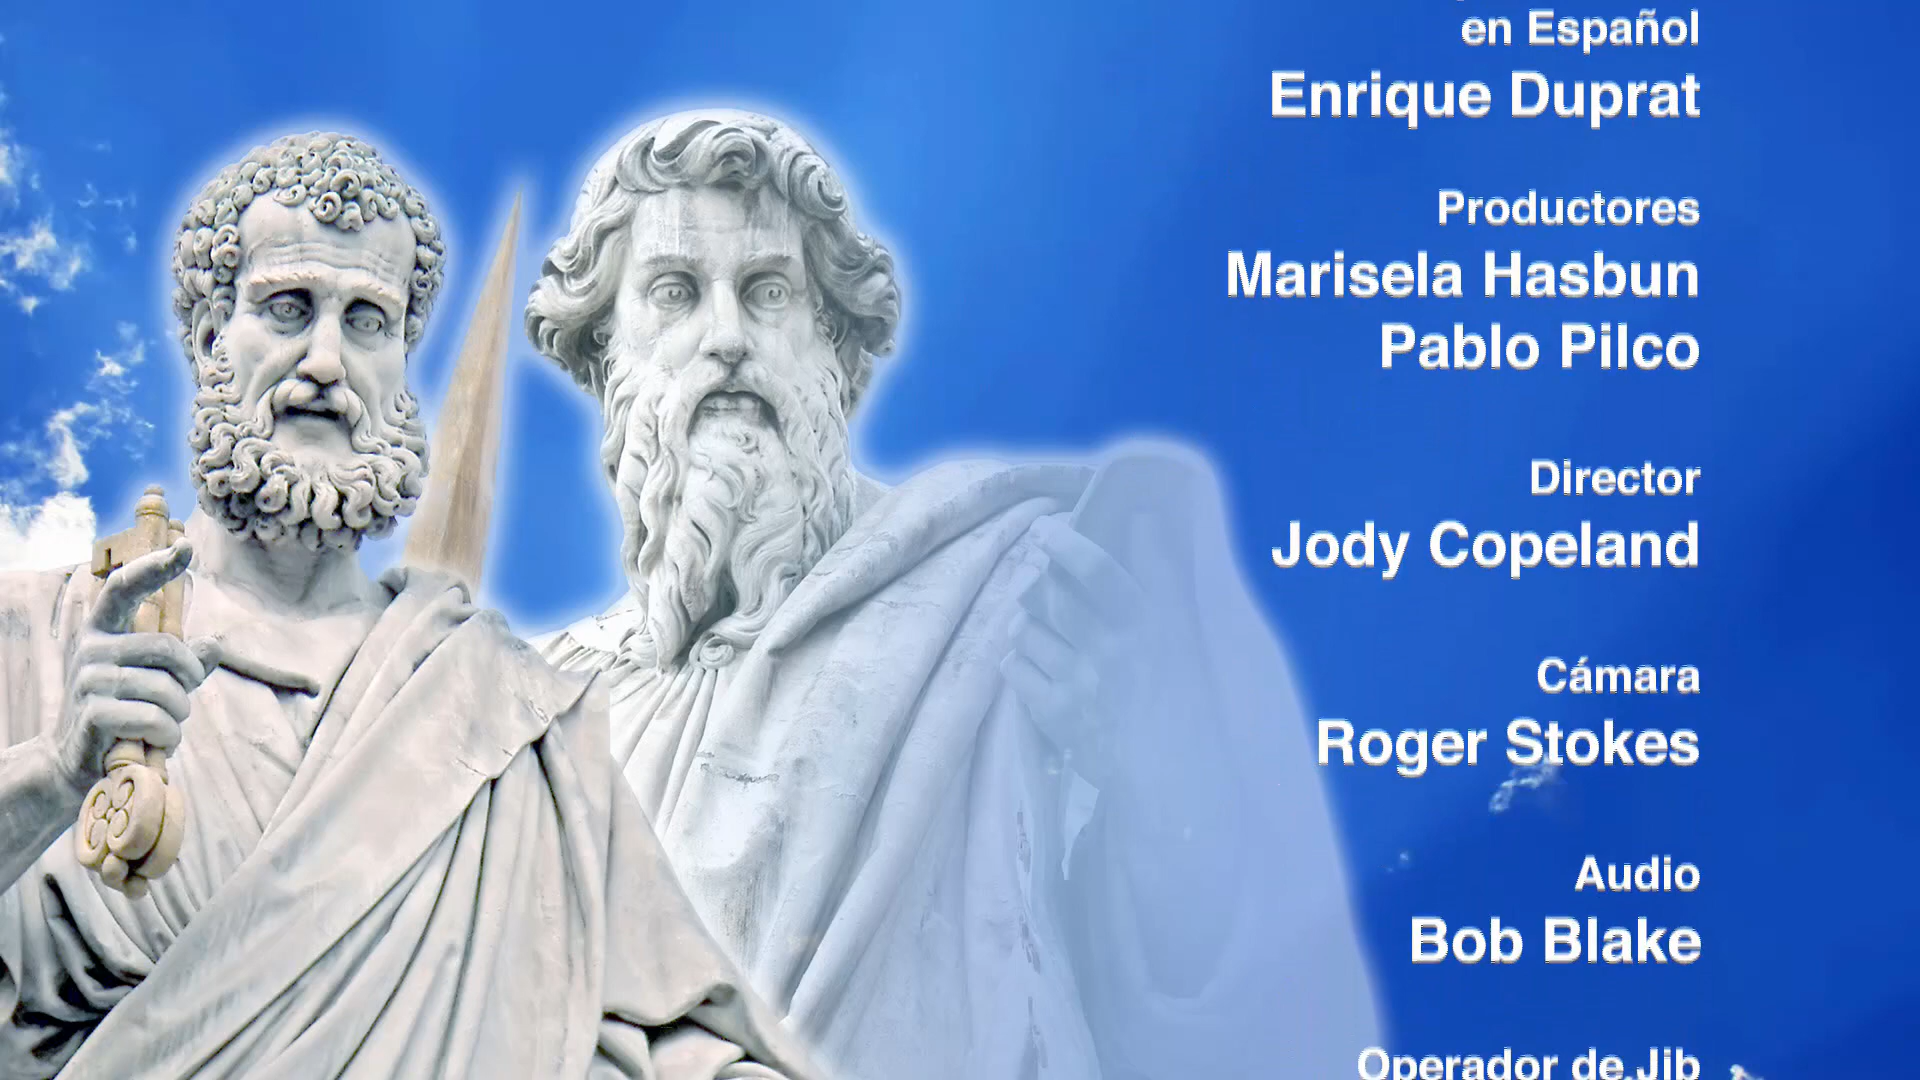 en Español
Enrique Duprat
Productores
Marisela Hasbun
Pablo Pilco
Director
Jody Copeland
Cámara
Roger Stokes
Audio
Bob Blake
Operador de Jib